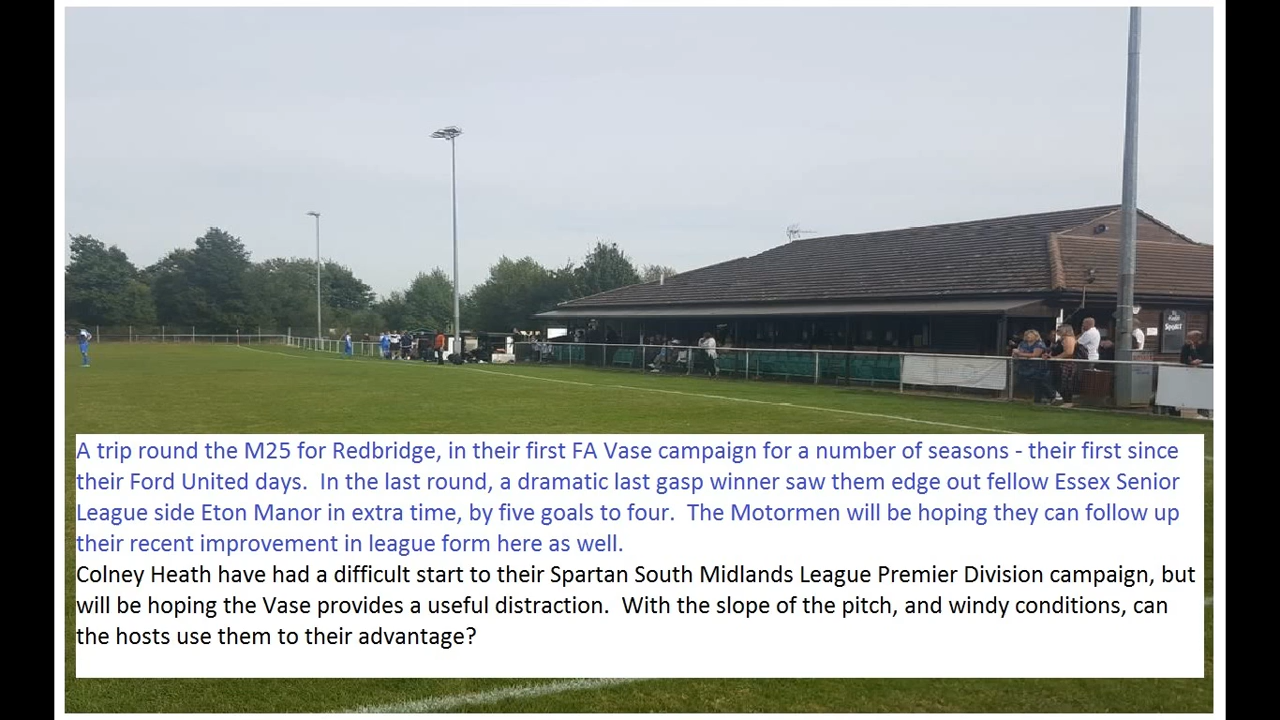 A trip round the M25 for Redbridge, in their first FA Vase campaign for a number of seasons - their first since
their Ford United days.  In the last round, a dramatic last gasp winner saw them edge out fellow Essex Senior
League side Eton Manor in extra time, by five goals to four.  The Motormen will be hoping they can follow up
their recent improvement in league form here as well.
Colney Heath have had a difficult start to their Spartan South Midlands League Premier Division campaign, but
will be hoping the Vase provides a useful distraction.  With the slope of the pitch, and windy conditions, can
the hosts use them to their advantage?